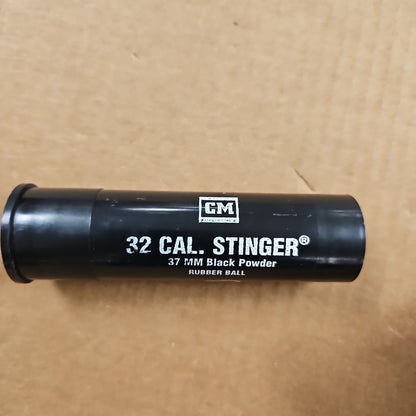 CM
32 CAL. STINGER®
37 MM Black Powder
RUBBER BALL